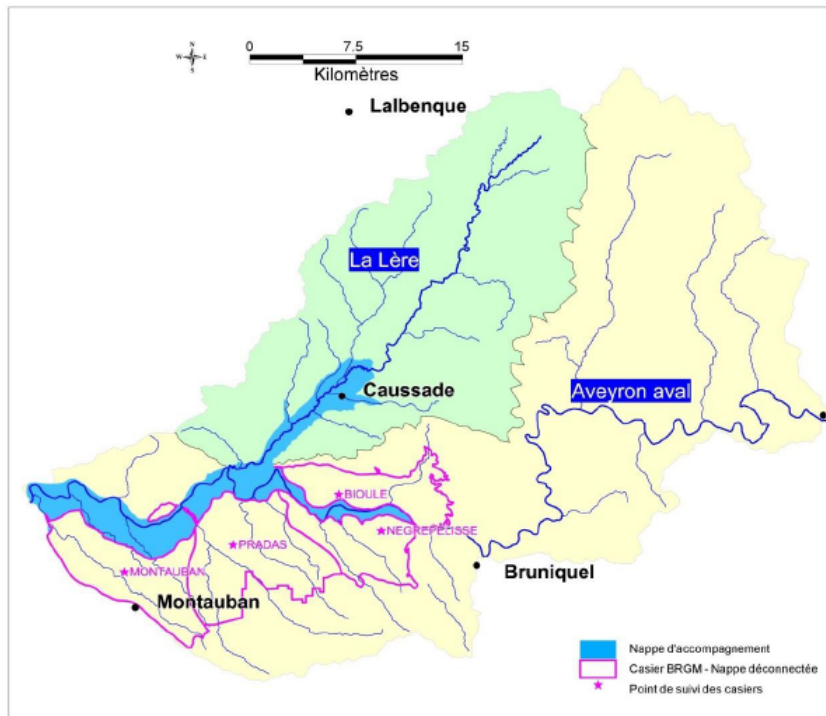 0 7.5 15
Kilomètres
N
W E
S
Lalbenque
La Lère
Caussade
Aveyron aval
BIOULE
NEGREPELISSE
PRADAS
MONTAUBAN
Bruniquel
Montauban
Nappe d'accompagnement
Casier BRGM - Nappe déconnectée
Point de suivi des casiers